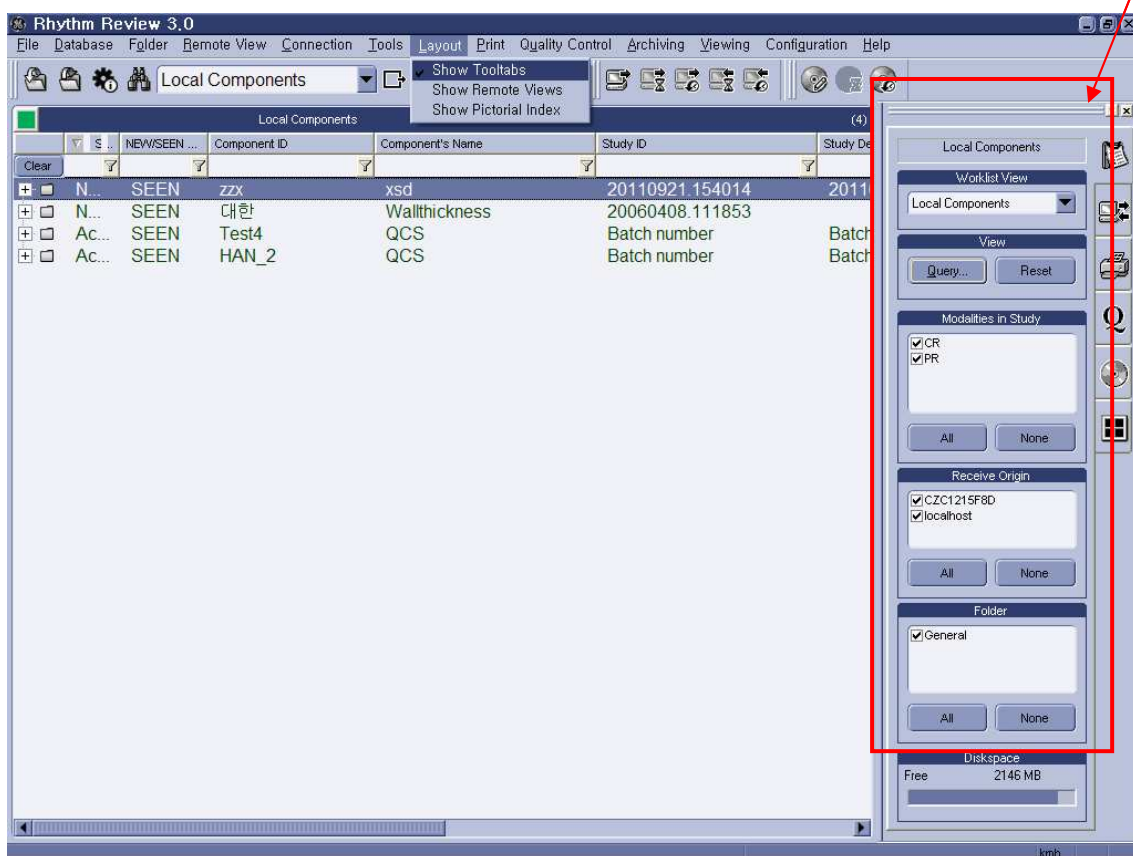 Rhythm Review 3.0
File Database Folder Remote View Connection Tools Layout Print Quality Control Archiving Viewing Configuration Help
Local Components
Show Tooltabs
Show Remote Views
Show Pictorial Index
Local Components (4)
S... NEW/SEEN ... Component ID Component's Name Study ID Study De
Clear
N... SEEN zzx xsd 20110921.154014 2011
N... SEEN 대한 Wallthickness 20060408.111853
Ac... SEEN Test4 QCS Batch number Batch
Ac... SEEN HAN_2 QCS Batch number Batch
Local Components
Worklist View
Local Components
View
Query... Reset
Modalities in Study
CR
PR
All None
Receive Origin
CZC1215F8D
localhost
All None
Folder
General
All None
Diskspace
Free 2146 MB
Q
kmh